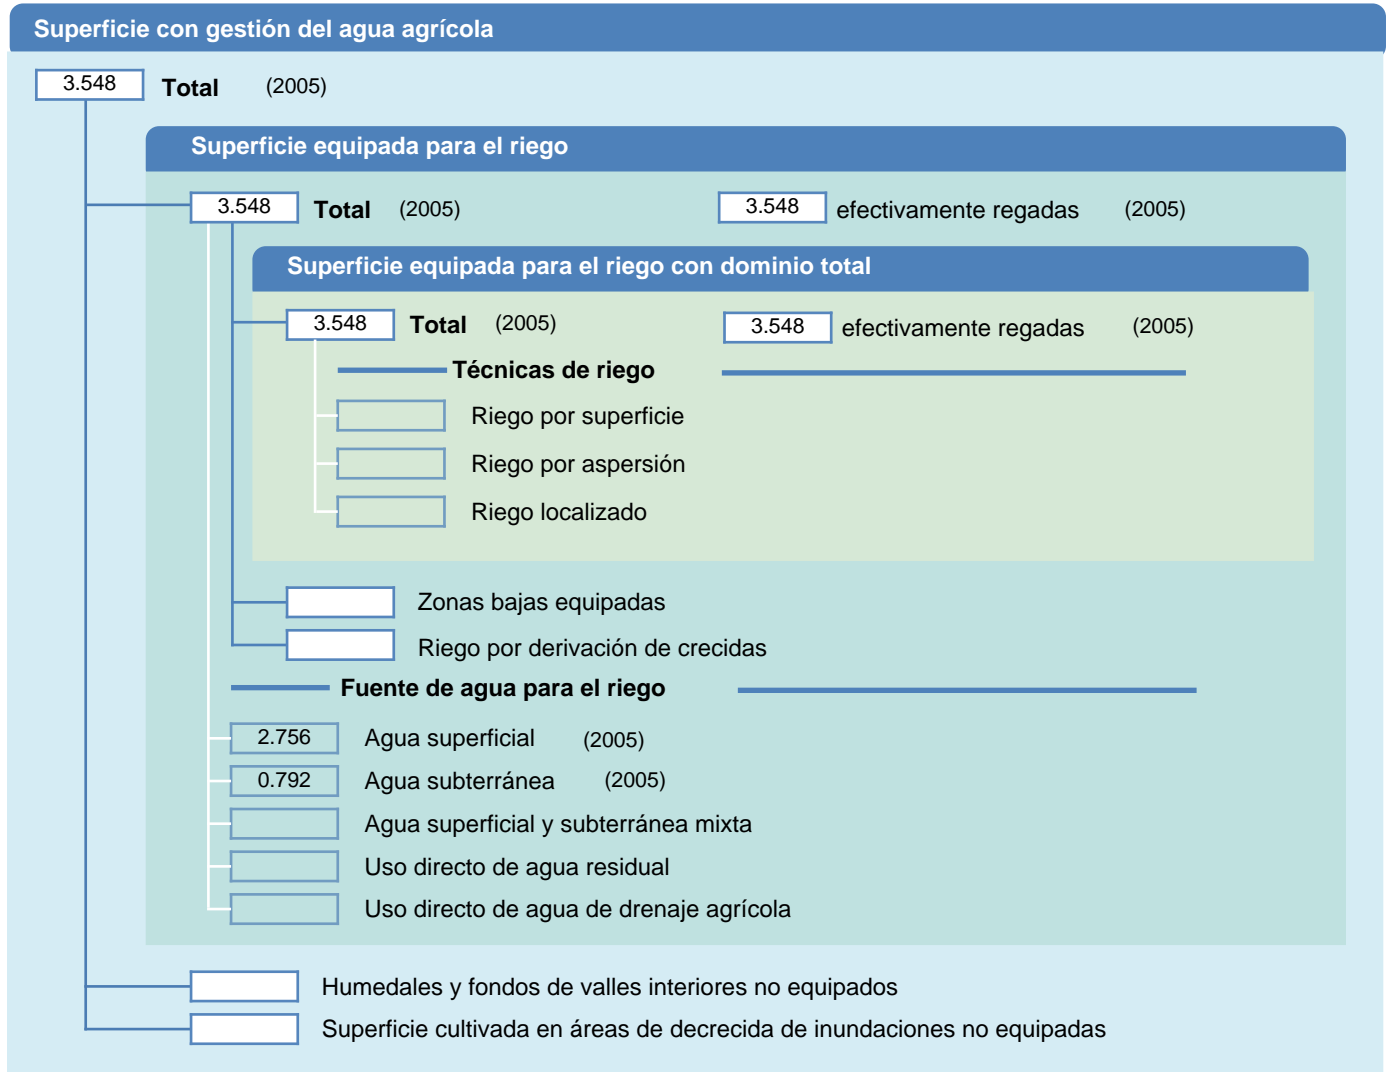 Superficie con gestión del agua agrícola
3.548 Total (2005)
Superficie equipada para el riego
3.548 Total (2005) 3.548 efectivamente regadas (2005)
Superficie equipada para el riego con dominio total
3.548 Total (2005) 3.548 efectivamente regadas (2005)
Técnicas de riego
Riego por superficie
Riego por aspersión
Riego localizado
Zonas bajas equipadas
Riego por derivación de crecidas
Fuente de agua para el riego
2.756 Agua superficial (2005)
0.792 Agua subterránea (2005)
Agua superficial y subterránea mixta
Uso directo de agua residual
Uso directo de agua de drenaje agrícola
Humedales y fondos de valles interiores no equipados
Superficie cultivada en áreas de decrecida de inundaciones no equipadas